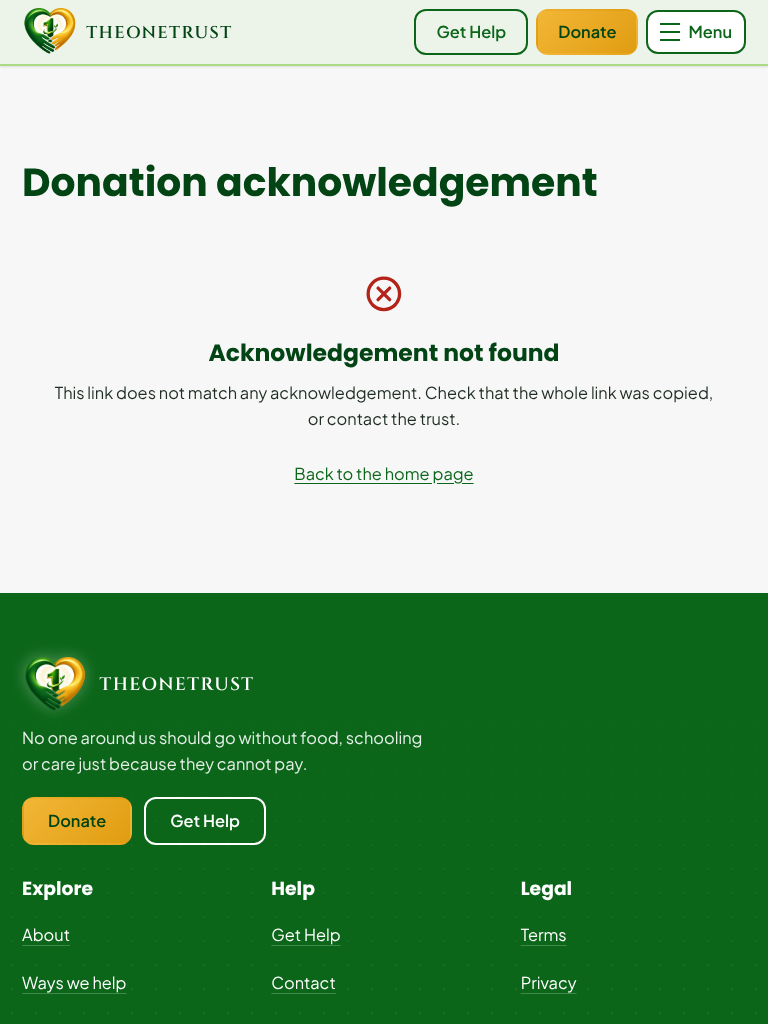 THEONETRUST
Get Help
Donate
Menu
Donation acknowledgement
Acknowledgement not found
This link does not match any acknowledgement. Check that the whole link was copied,
or contact the trust.
Back to the home page
THEONETRUST
No one around us should go without food, schooling
or care just because they cannot pay.
Donate
Get Help
Explore
Help
Legal
About
Get Help
Terms
Ways we help
Contact
Privacy